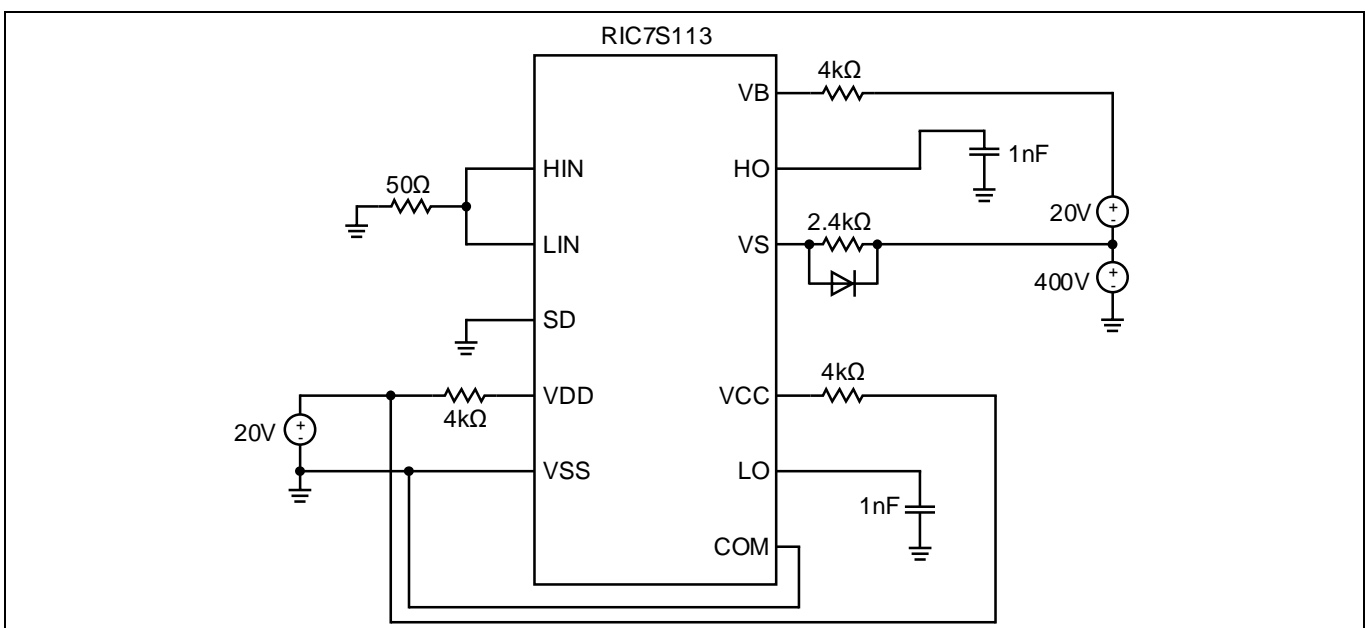 RIC7S113
4kΩ
VB
HIN
HO
1nF
50Ω
20V
+
-
2.4kΩ
LIN
VS
400V
+
-
SD
4kΩ
VDD
VCC
4kΩ
20V
+
-
VSS
LO
1nF
COM